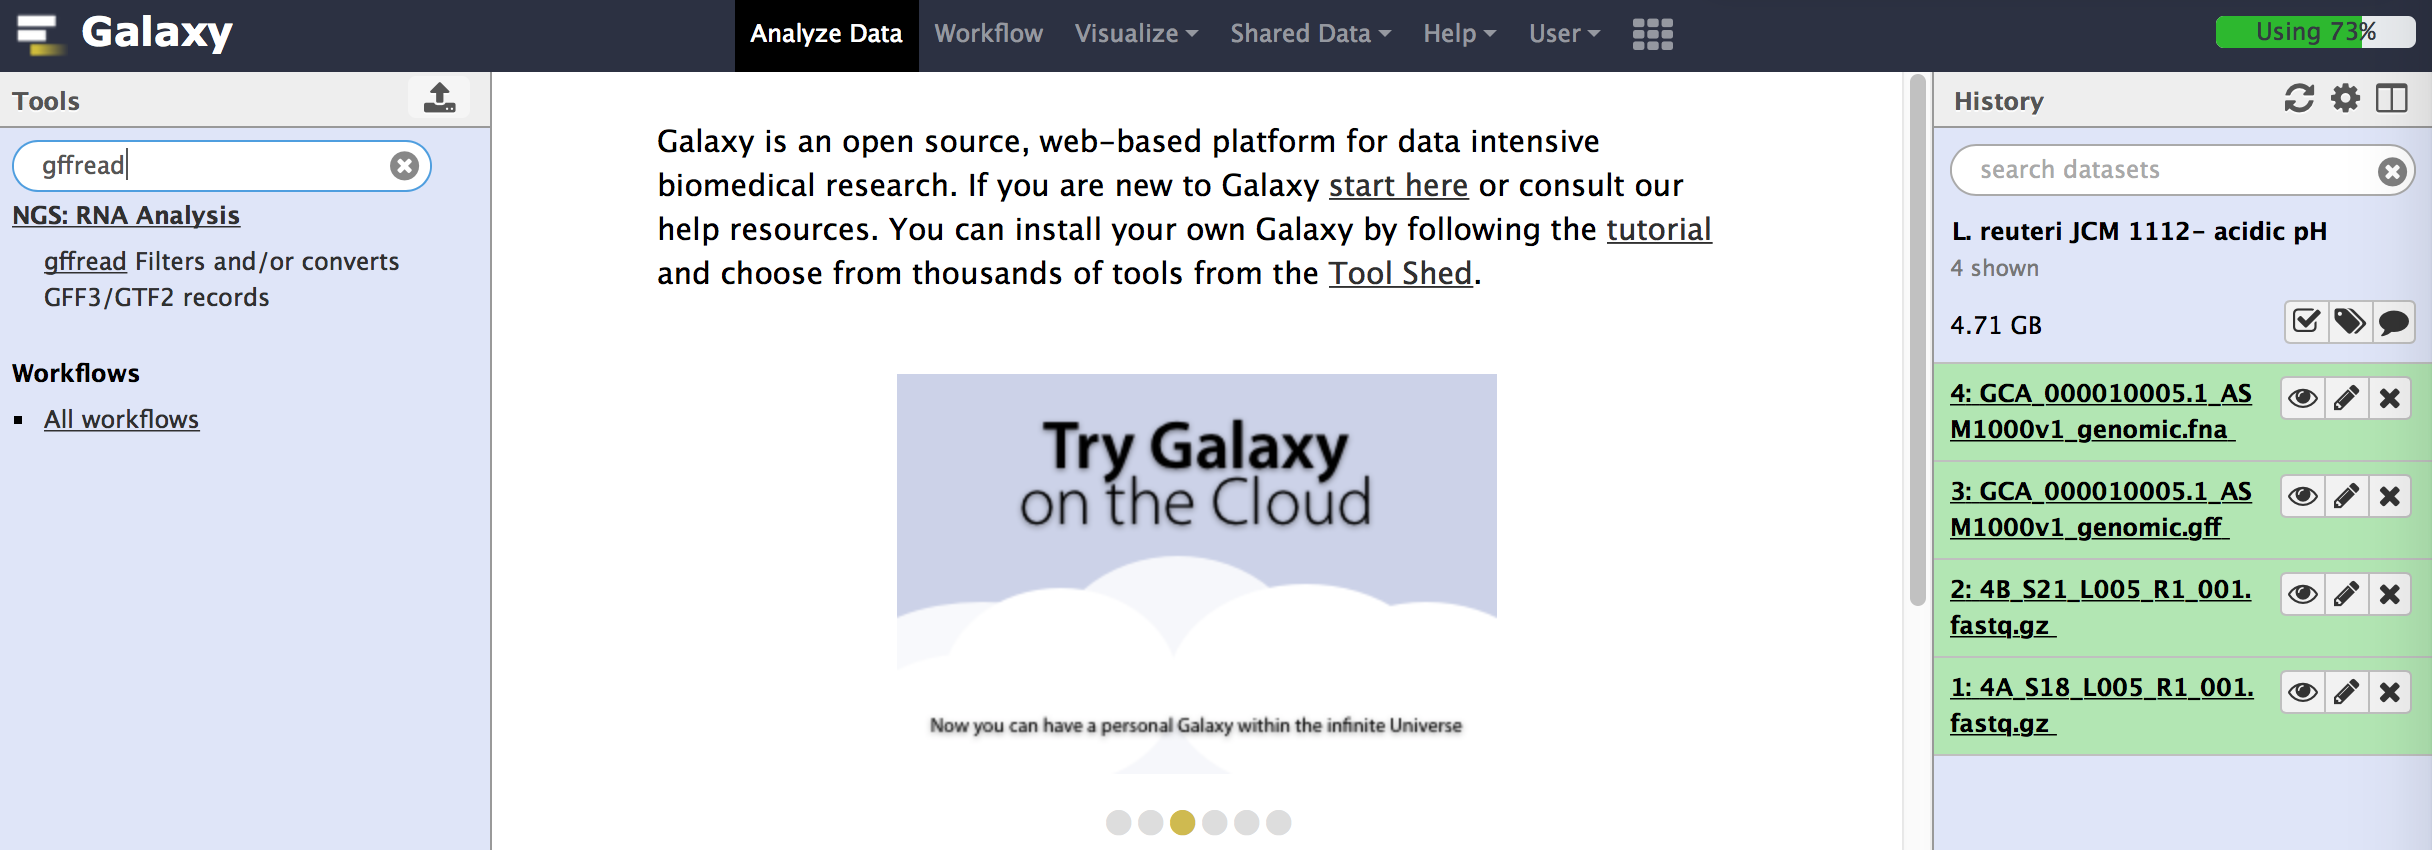 Galaxy
Analyze Data
Workflow
Visualize
Shared Data
Help
User
Using 73%
Tools
gffread
NGS: RNA Analysis
gffread Filters and/or converts
GFF3/GTF2 records
Workflows
All workflows
Galaxy is an open source, web-based platform for data intensive
biomedical research. If you are new to Galaxy start here or consult our
help resources. You can install your own Galaxy by following the tutorial
and choose from thousands of tools from the Tool Shed.
Try Galaxy
on the Cloud
Now you can have a personal Galaxy within the infinite Universe
History
search datasets
L. reuteri JCM 1112- acidic pH
4 shown
4.71 GB
4: GCA_000010005.1_AS
M1000v1_genomic.fna
3: GCA_000010005.1_AS
M1000v1_genomic.gff
2: 4B_S21_L005_R1_001.
fastq.gz
1: 4A_S18_L005_R1_001.
fastq.gz